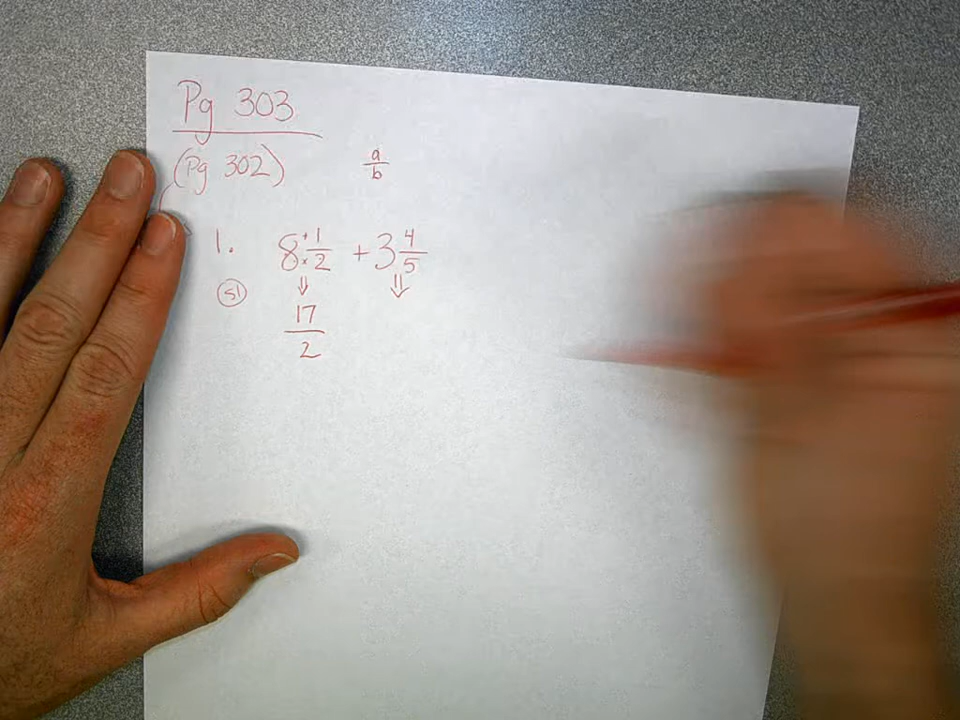 Pg 303
(Pg 302)
a/b
1. 8 + 1/× 2 + 3 4/5
S1 ⇓ ⇓
17/2